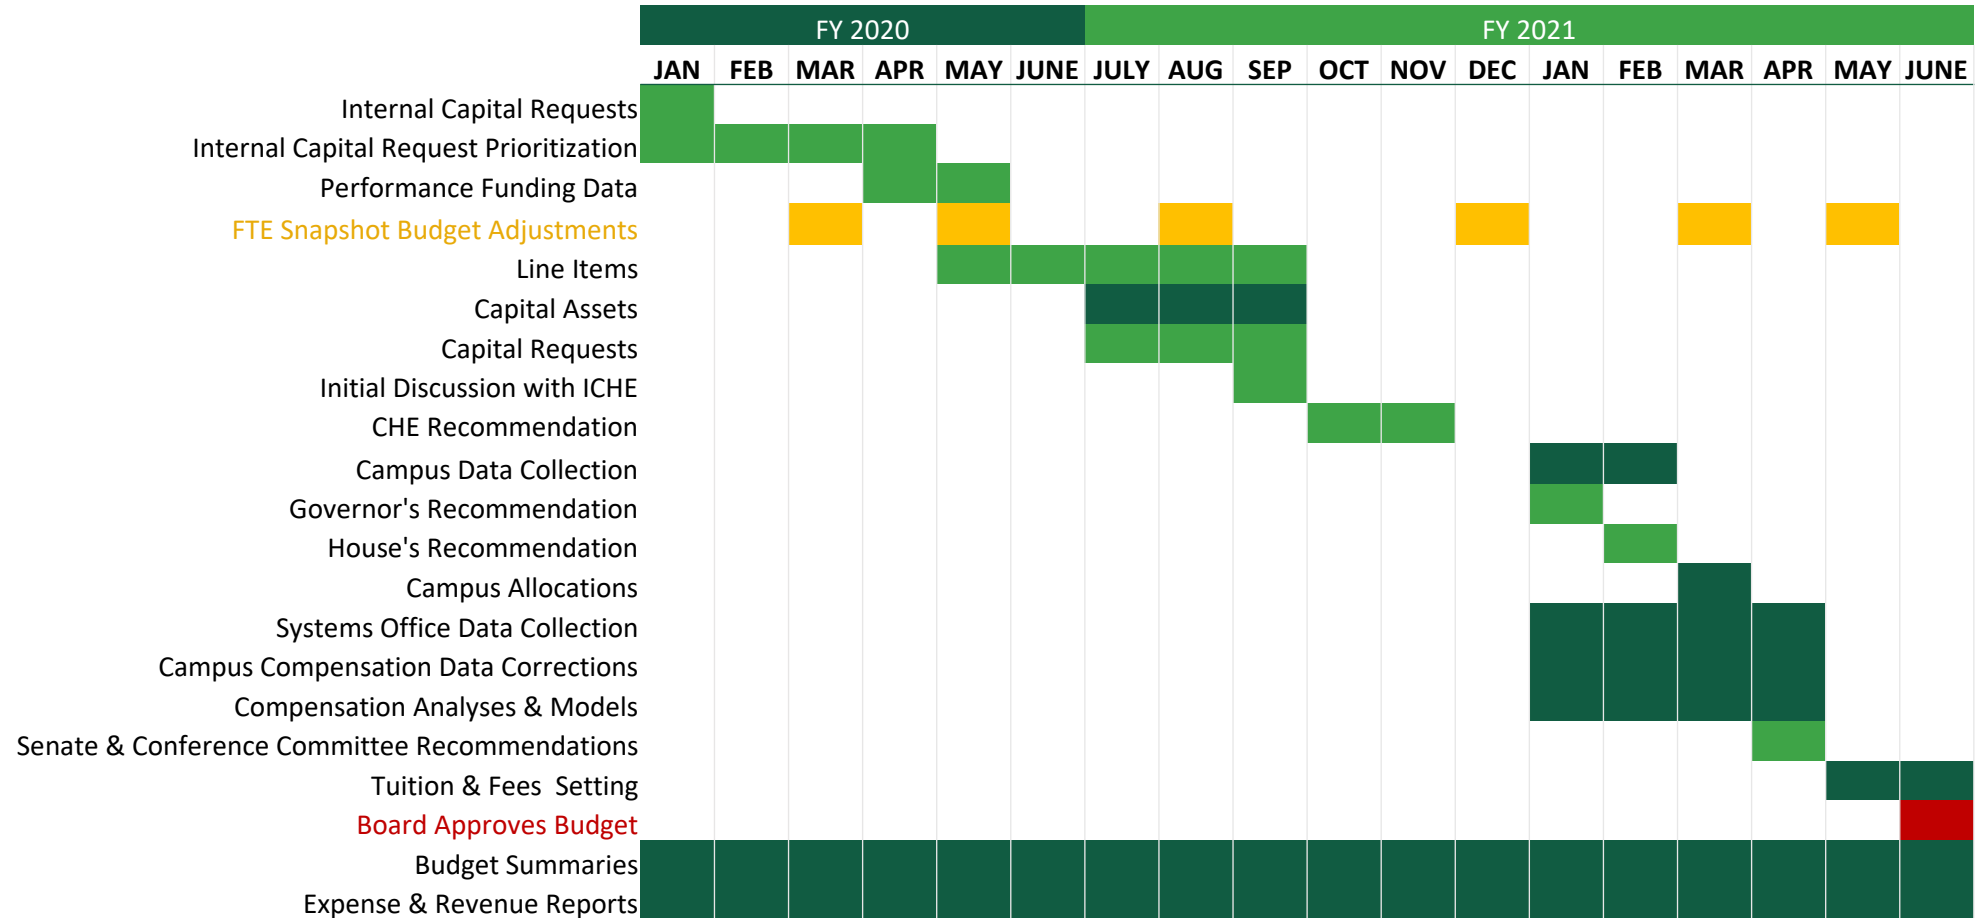 FY 2020 FY 2021
JAN FEB MAR APR MAY JUNE JULY AUG SEP OCT NOV DEC JAN FEB MAR APR MAY JUNE
Internal Capital Requests
Internal Capital Request Prioritization
Performance Funding Data
FTE Snapshot Budget Adjustments
Line Items
Capital Assets
Capital Requests
Initial Discussion with ICHE
CHE Recommendation
Campus Data Collection
Governor's Recommendation
House's Recommendation
Campus Allocations
Systems Office Data Collection
Campus Compensation Data Corrections
Compensation Analyses & Models
Senate & Conference Committee Recommendations
Tuition & Fees  Setting
Board Approves Budget
Budget Summaries
Expense & Revenue Reports